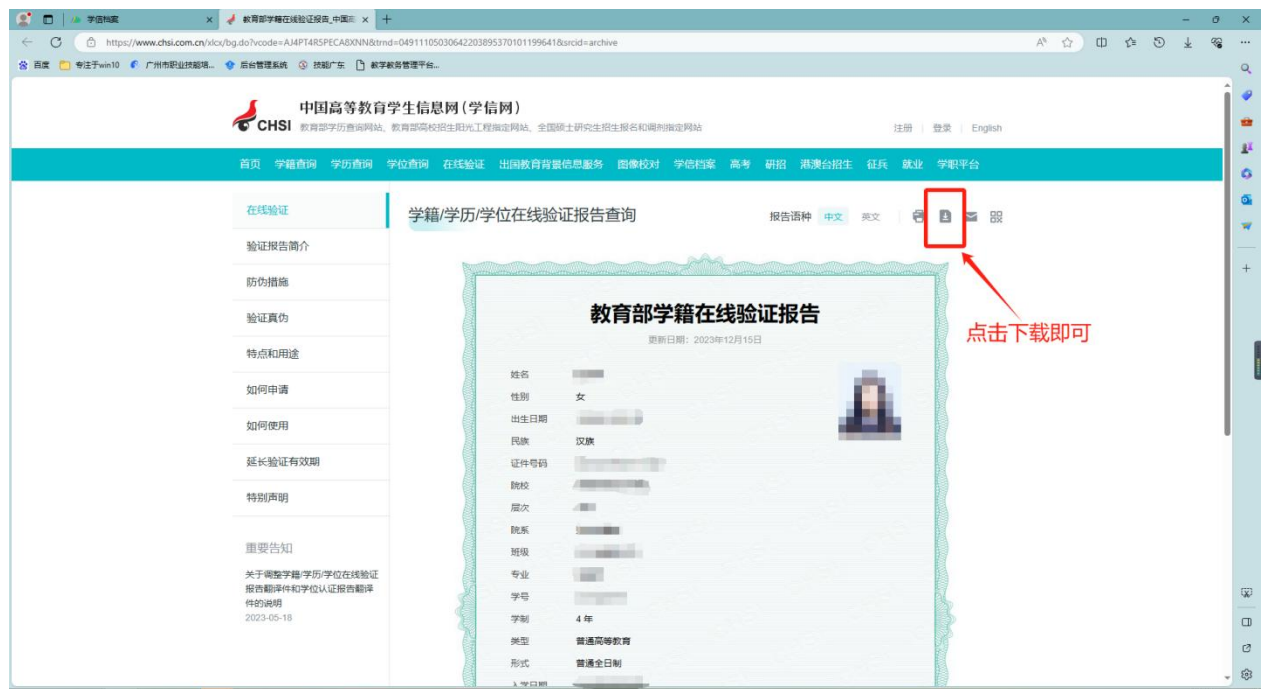 学信档案
教育部学籍在线验证报告_中国高
https://www.chsi.com.cn/xlcx/bg.do?vcode=AJ4PT4R5PECA8XNN&trnd=04911105030642203895370101199641&srcid=archive
百度 专注于win10 广州市职业技能培... 后台管理系统 技能广东 教学教务管理平台...
中国高等教育学生信息网(学信网)
CHSI 教育部学历查询网站、教育部高校招生阳光工程指定网站、全国硕士研究生招生报名和调剂指定网站
注册 登录 English
首页 学籍查询 学历查询 学位查询 在线验证 出国教育背景信息服务 图像校对 学信档案 高考 研招 港澳台招生 征兵 就业 学职平台
在线验证
验证报告简介
防伪措施
验证真伪
特点和用途
如何申请
如何使用
延长验证有效期
特别声明
重要告知
关于调整学籍/学历/学位在线验证
报告翻译件和学位认证报告翻译
件的说明
2023-05-18
学籍/学历/学位在线验证报告查询
报告语种 中文 英文
点击下载即可
教育部学籍在线验证报告
更新日期：2023年12月15日
姓名
性别 女
出生日期
民族 汉族
证件号码
院校
层次
院系
班级
专业
学号
学制 4 年
类型 普通高等教育
形式 普通全日制
入学日期